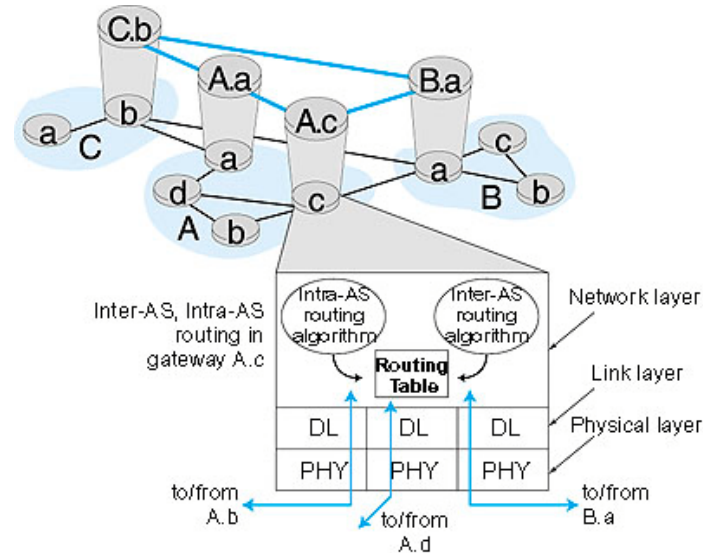 C.b
A.a
B.a
A.c
b
a
C
a
a
c
d
c
b
B
A
b
Inter-AS, Intra-AS
routing in
gateway A.c
Intra-AS
routing
algorithm
Inter-AS
routing
algorithm
Routing
Table
Network layer
Link layer
Physical layer
DL
DL
DL
PHY
PHY
PHY
to/from
A.b
to/from
A.d
to/from
B.a